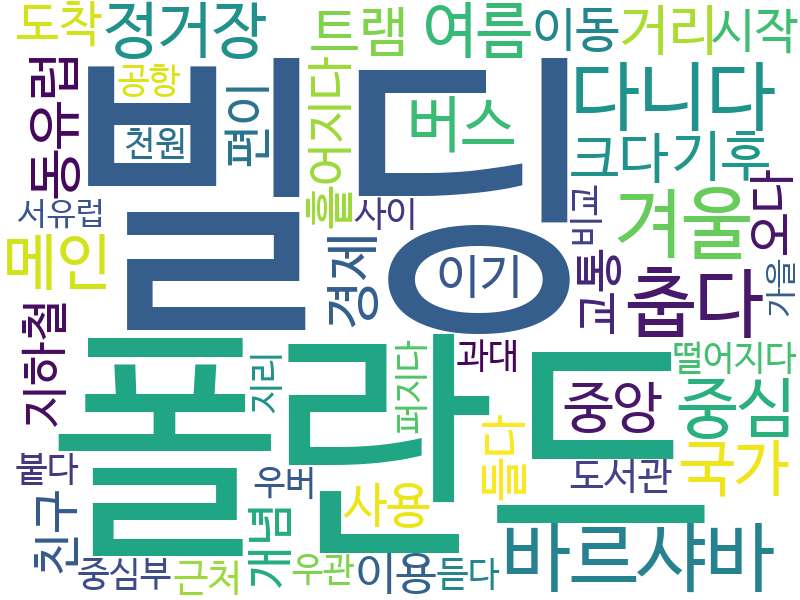 도착 정거장 트램 여름 이동 거리 시작
동유럽 공항 빌딩 버스 다니다
천원 편이 흩어지다 크다 기후
서유럽 사이 비교 겨울 오다
메인 경제 이기 교통 춥다 가을
지하철 지리 퍼지다 과대 떨어지다
폴란드 중앙 중심
붙다 우버 들다 도서관 국가
친구 개념 사용 바르샤바
중심부 근처 우관 이용 듣다